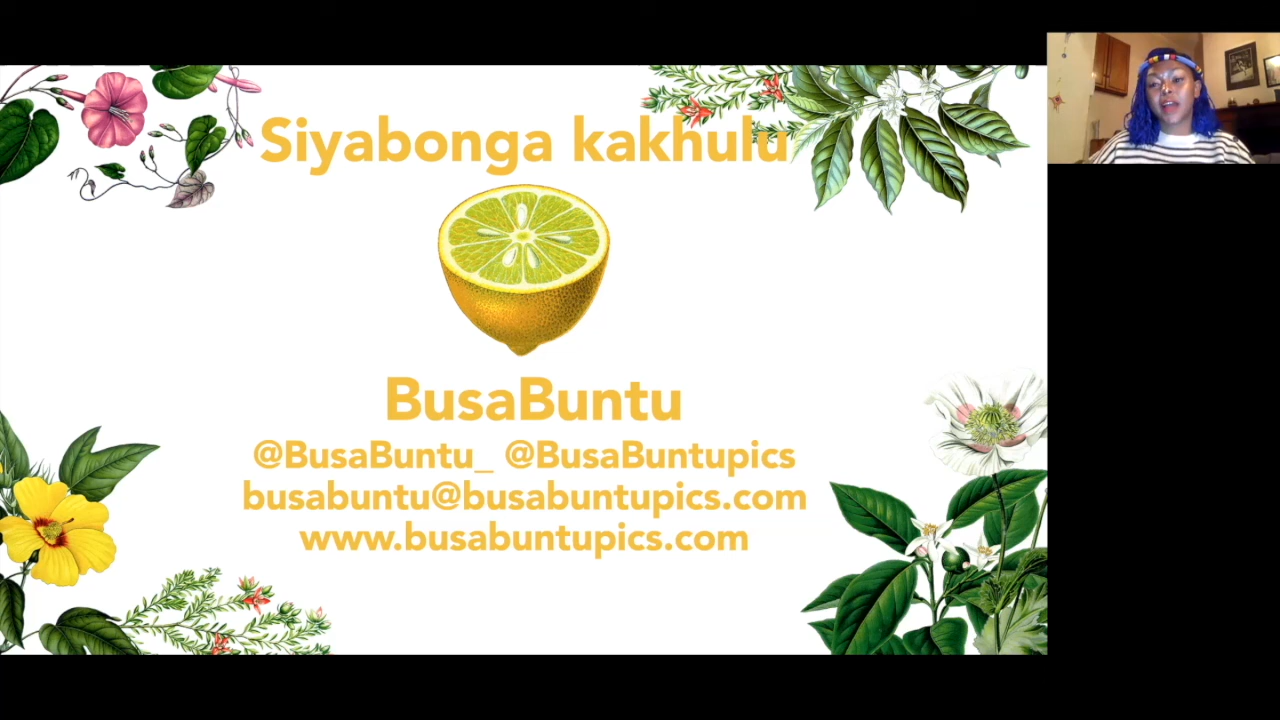 Siyabonga kakhulu
BusaBuntu
@BusaBuntu_ @BusaBuntupics
busabuntu@busabuntupics.com
www.busabuntupics.com